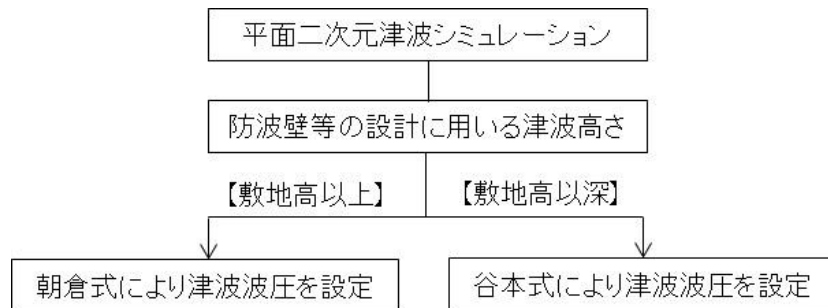 平面二次元津波シミュレーション
防波壁等の設計に用いる津波高さ
【敷地高以上】
【敷地高以深】
朝倉式により津波波圧を設定
谷本式により津波波圧を設定